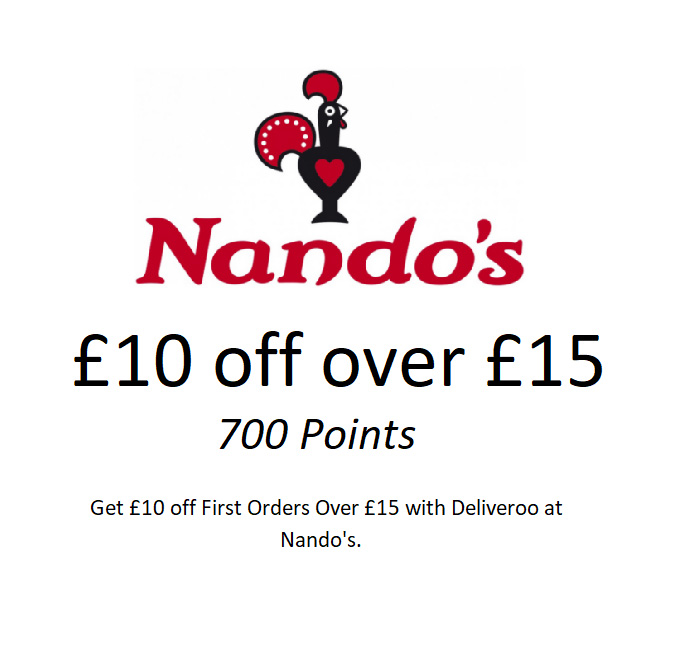 Nando's
£10 off over £15
700 Points
Get £10 off First Orders Over £15 with Deliveroo at
Nando's.